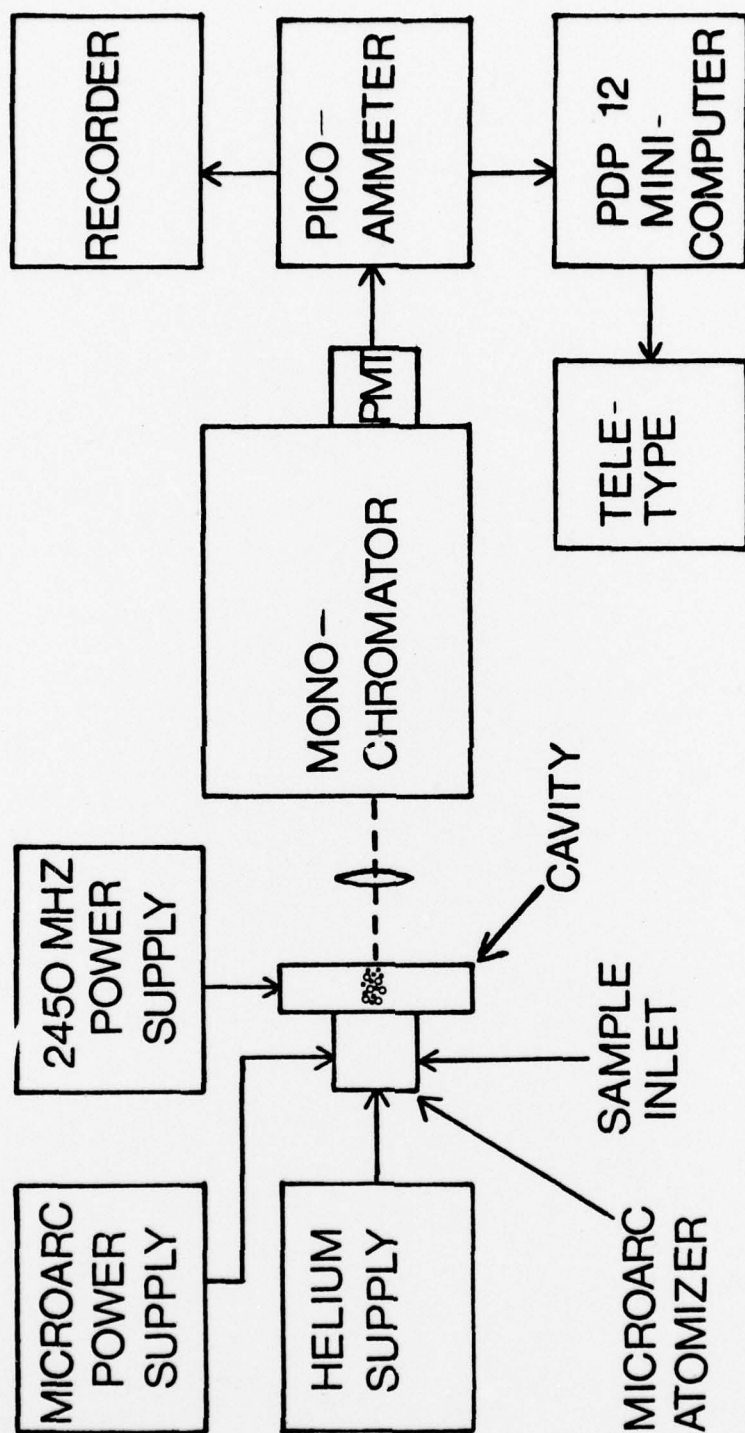 MICROARC
POWER
SUPPLY
2450 MHZ
POWER
SUPPLY
RECORDER
HELIUM
SUPPLY
MONO-
CHROMATOR
PMT
PICO-
AMMETER
MICROARC
ATOMIZER
SAMPLE
INLET
CAVITY
TELE-
TYPE
PDP 12
MINI-
COMPUTER